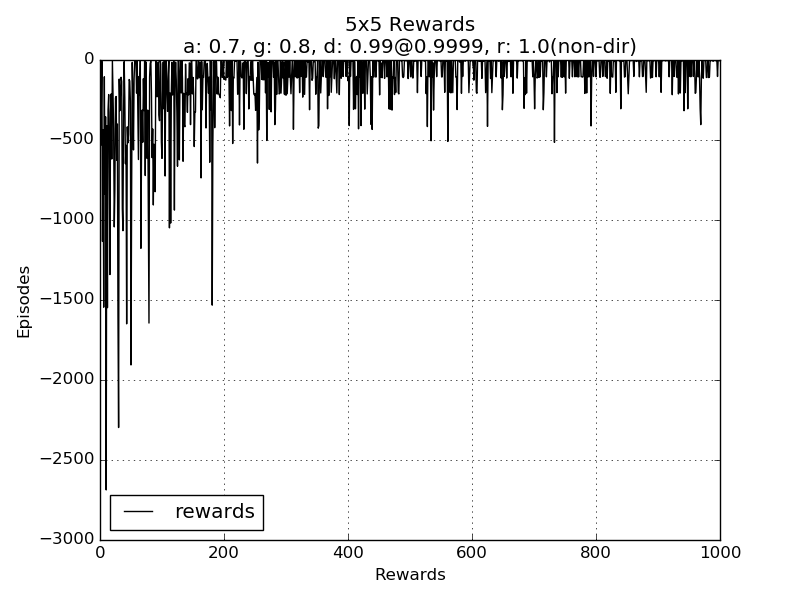 5x5 Rewards
a: 0.7, g: 0.8, d: 0.99@0.9999, r: 1.0(non-dir)
0
−500
−1000
−1500
−2000
−2500
−3000
Episodes
rewards
0 200 400 600 800 1000
Rewards